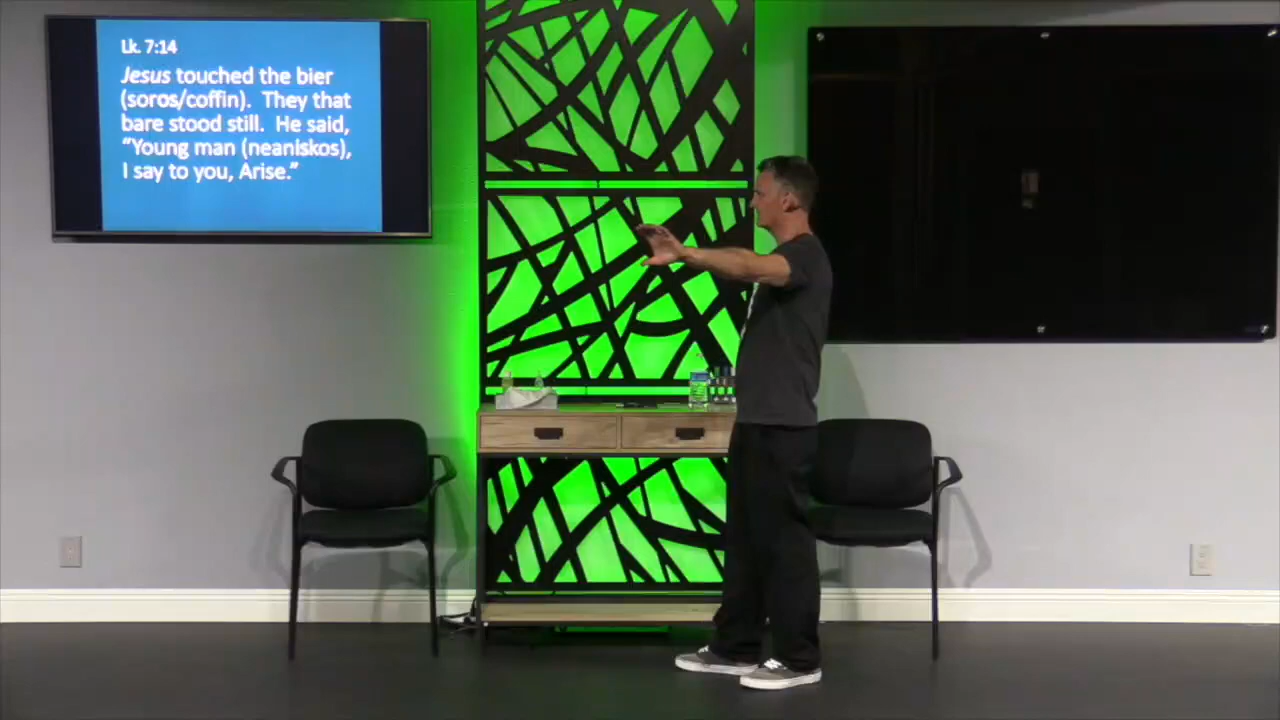 Lk. 7:14
Jesus touched the bier
(soros/coffin). They that
bare stood still. He said,
“Young man (neaniskos),
I say to you, Arise.”